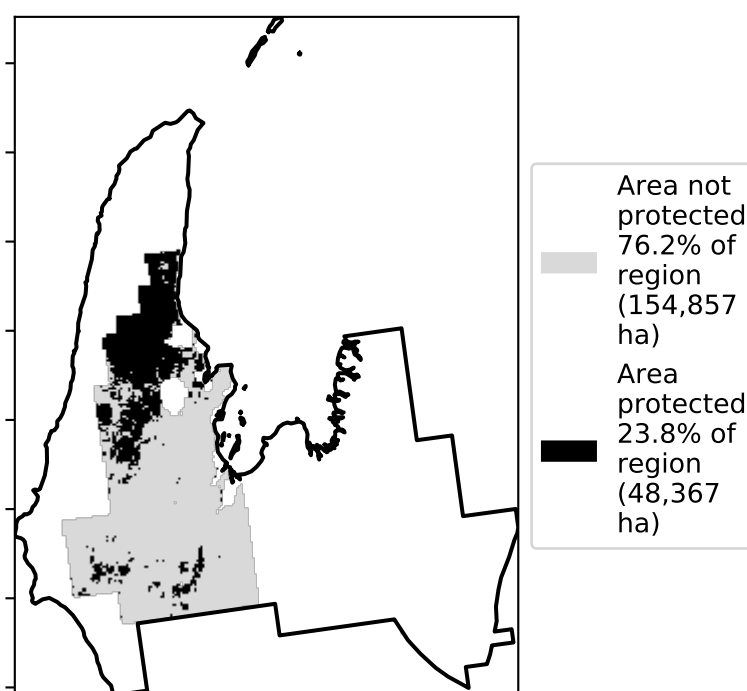 Area not
protected
76.2% of
region
(154,857
ha)
Area
protected
23.8% of
region
(48,367
ha)